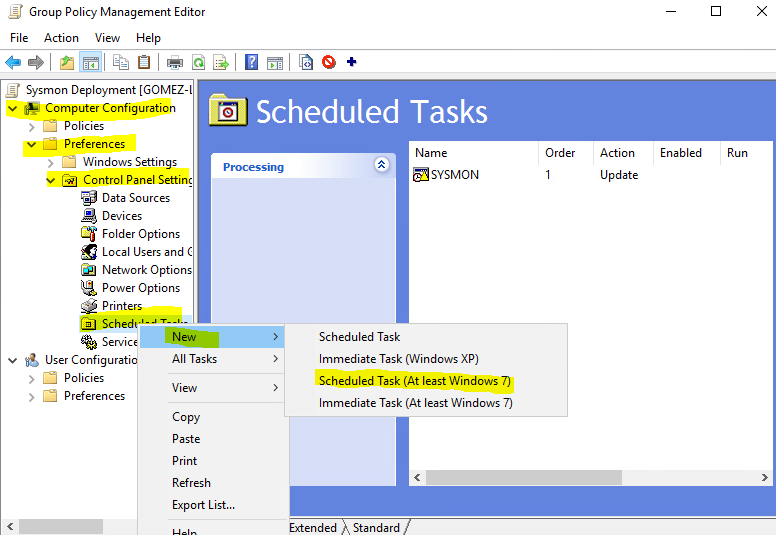 Group Policy Management Editor
File Action View Help
Sysmon Deployment [GOMEZ-L
Computer Configuration
Policies
Preferences
Windows Settings
Control Panel Setting
Data Sources
Devices
Folder Options
Local Users and G
Network Options
Power Options
Printers
Scheduled Tasks
Service
User Configuratio
Policies
Preferences
Scheduled Tasks
Processing
Name Order Action Enabled Run
SYSMON 1 Update
New
All Tasks
View
Copy
Paste
Print
Refresh
Export List...
Help
Scheduled Task
Immediate Task (Windows XP)
Scheduled Task (At least Windows 7)
Immediate Task (At least Windows 7)
Extended Standard